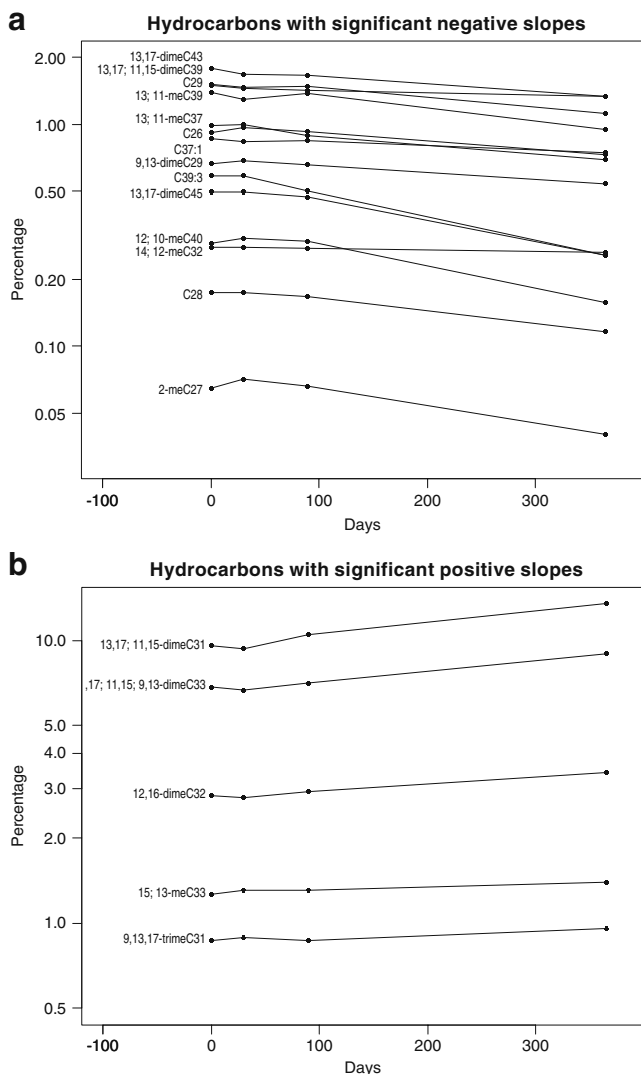 a Hydrocarbons with significant negative slopes
2.00
1.00
0.50
0.20
0.10
0.05
Percentage
13,17-dimeC43
13,17; 11,15-dimeC39
C29
13; 11-meC39
13; 11-meC37
C26
C37:1
9,13-dimeC29
C39:3
13,17-dimeC45
12; 10-meC40
14; 12-meC32
C28
2-meC27
-100 0 100 200 300
Days
b Hydrocarbons with significant positive slopes
10.0
5.0
4.0
3.0
2.0
1.0
0.5
Percentage
13,17; 11,15-dimeC31
,17; 11,15; 9,13-dimeC33
12,16-dimeC32
15; 13-meC33
9,13,17-trimeC31
-100 0 100 200 300
Days